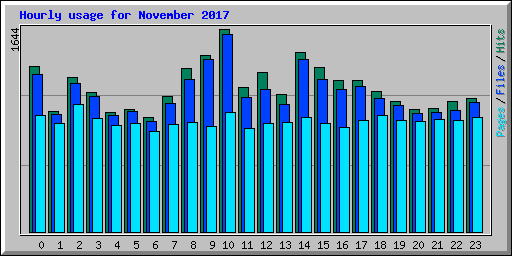 Hourly usage for November 2017
1644
Pages/Files/Hits
0 1 2 3 4 5 6 7 8 9 10 11 12 13 14 15 16 17 18 19 20 21 22 23